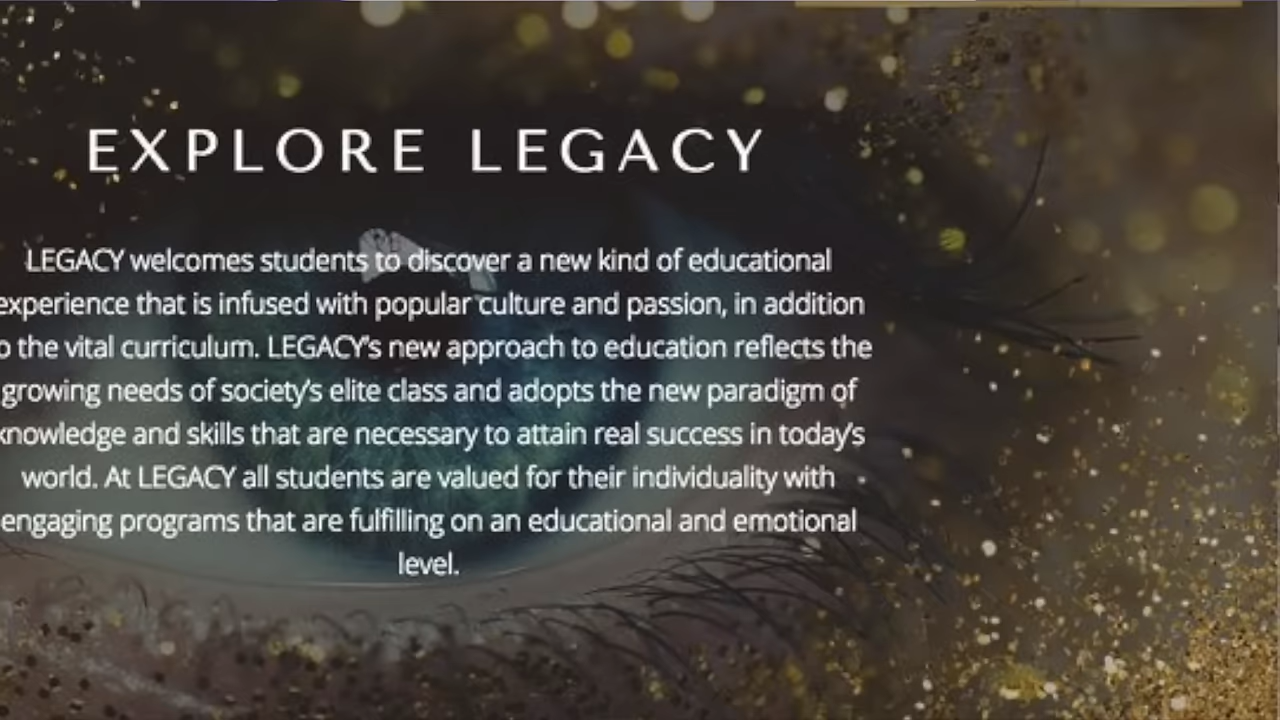 EXPLORE LEGACY
LEGACY welcomes students to discover a new kind of educational
experience that is infused with popular culture and passion, in addition
o the vital curriculum. LEGACY's new approach to education reflects the
growing needs of society's elite class and adopts the new paradigm of
knowledge and skills that are necessary to attain real success in today's
world. At LEGACY all students are valued for their individuality with
engaging programs that are fulfilling on an educational and emotional
level.